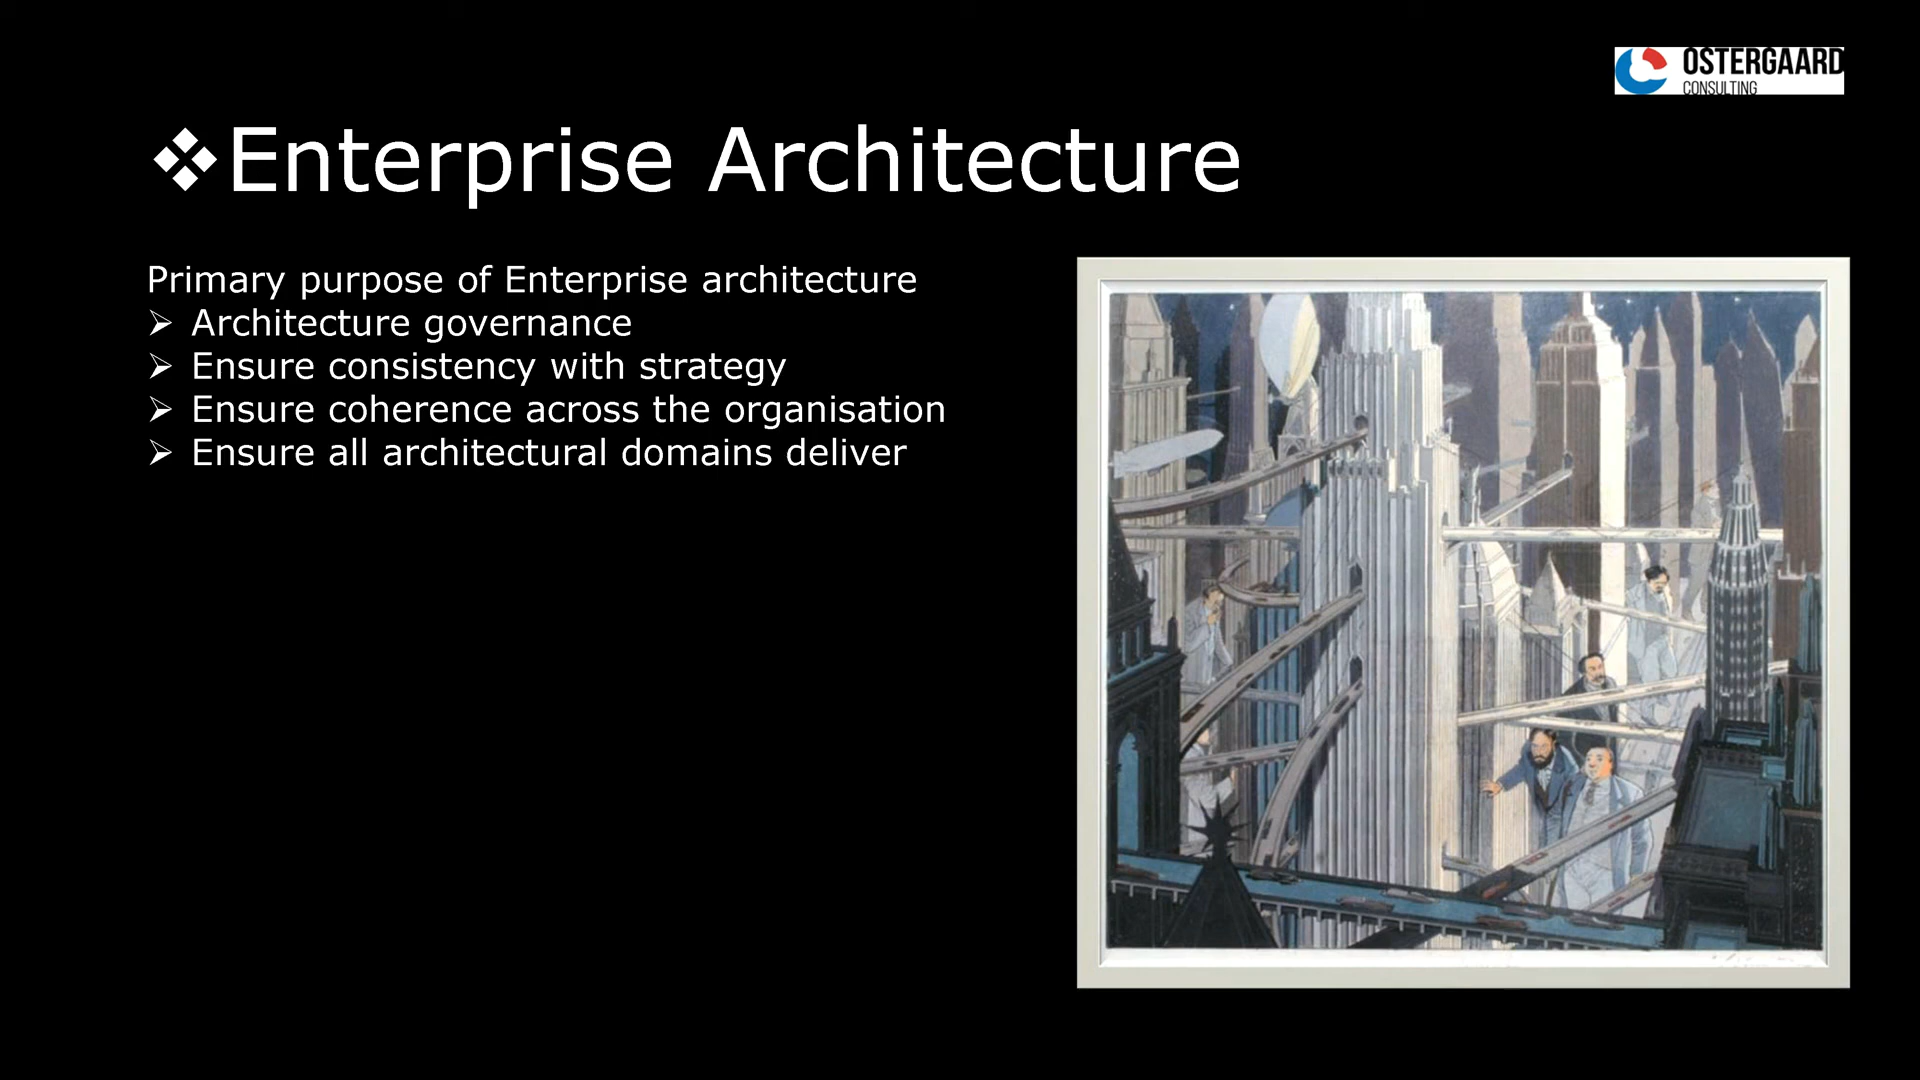 OSTERGAARD
CONSULTING
❖Enterprise Architecture
Primary purpose of Enterprise architecture
➢ Architecture governance
➢ Ensure consistency with strategy
➢ Ensure coherence across the organisation
➢ Ensure all architectural domains deliver